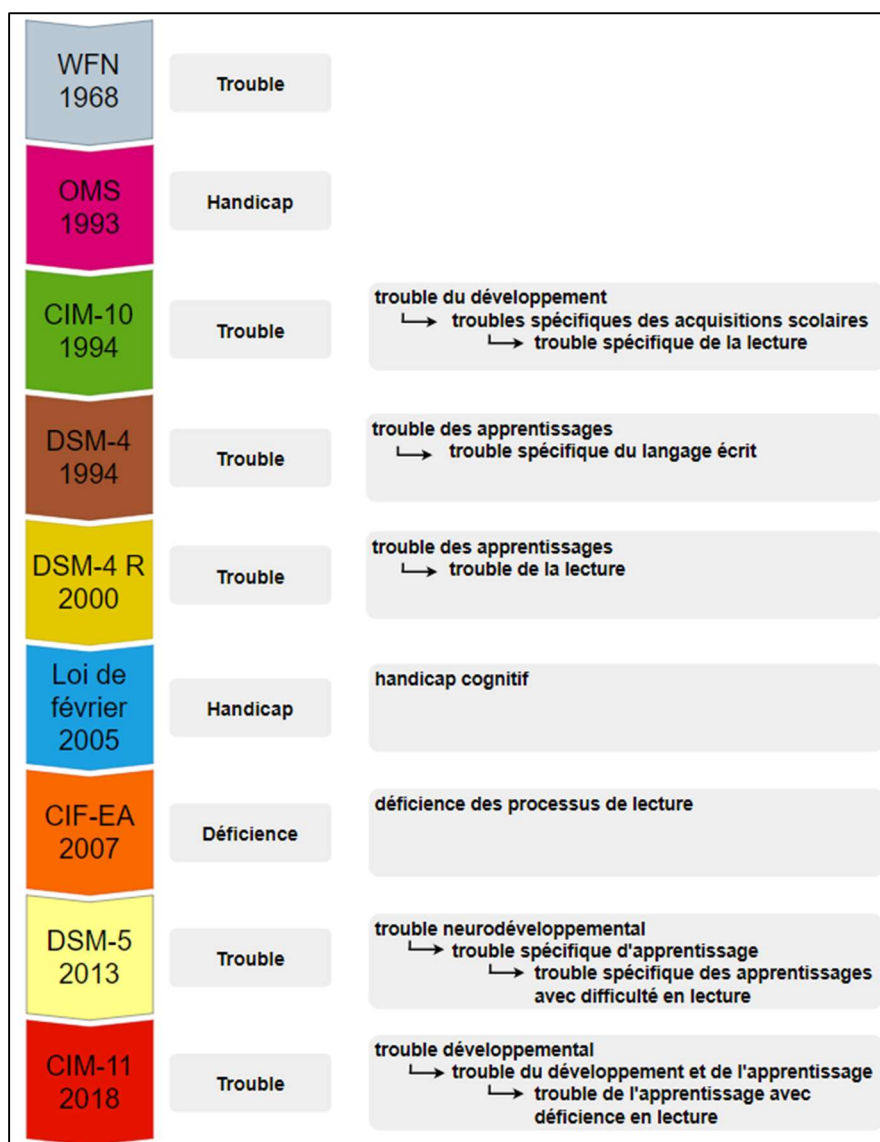 WFN
1968
Trouble
OMS
1993
Handicap
CIM-10
1994
Trouble
trouble du développement
troubles spécifiques des acquisitions scolaires
trouble spécifique de la lecture
DSM-4
1994
Trouble
trouble des apprentissages
trouble spécifique du langage écrit
DSM-4 R
2000
Trouble
trouble des apprentissages
trouble de la lecture
Loi de
février
2005
Handicap
handicap cognitif
CIF-EA
2007
Déficience
déficience des processus de lecture
DSM-5
2013
Trouble
trouble neurodéveloppemental
trouble spécifique d'apprentissage
trouble spécifique des apprentissages
avec difficulté en lecture
CIM-11
2018
Trouble
trouble développemental
trouble du développement et de l'apprentissage
trouble de l'apprentissage avec
déficience en lecture